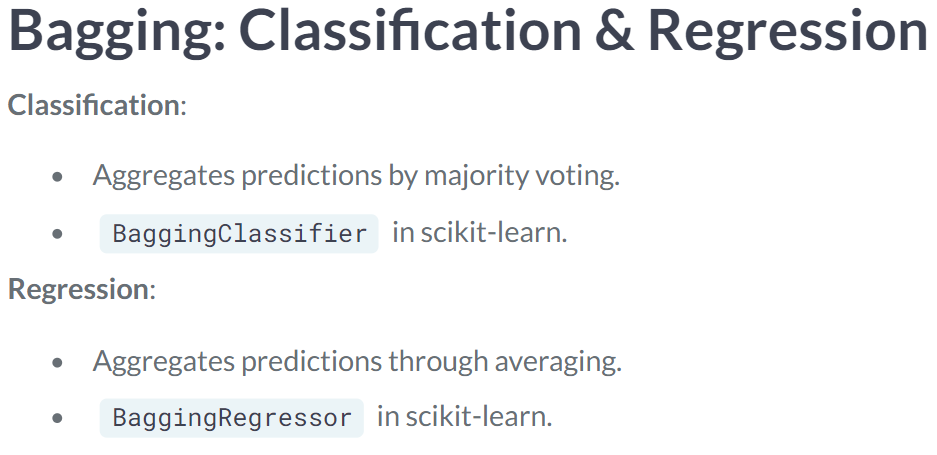 Bagging: Classification & Regression
Classification:
• Aggregates predictions by majority voting.
• BaggingClassifier in scikit-learn.
Regression:
• Aggregates predictions through averaging.
• BaggingRegressor in scikit-learn.